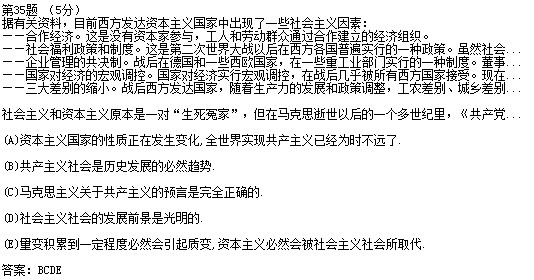 第35题 （5分）
据有关资料，目前西方发达资本主义国家中出现了一些社会主义因素：
－－合作经济。这是没有资本家参与，工人和劳动群众通过合作建立的经济组织。
－－社会福利政策和制度。这是第二次世界大战以后在西方各国普遍实行的一种政策。虽然社会...
－－企业管理的共决制。战后在德国和一些西欧国家，在一些重工业部门实行的一种制度。董事...
－－国家对经济的宏观调控。国家对经济实行宏观调控，在战后几乎被所有西方国家接受。现在...
－－三大差别的缩小。战后西方发达国家，随着生产力的发展和政策调整，工农差别、城乡差别...
社会主义和资本主义原本是一对“生死冤家”，但在马克思逝世以后的一个多世纪里，《共产党...
(A)资本主义国家的性质正在发生变化,全世界实现共产主义已经为时不远了.
(B)共产主义社会是历史发展的必然趋势.
(C)马克思主义关于共产主义的预言是完全正确的.
(D)社会主义社会的发展前景是光明的.
(E)量变积累到一定程度必然会引起质变,资本主义必然会被社会主义社会所取代.
答案：BCDE